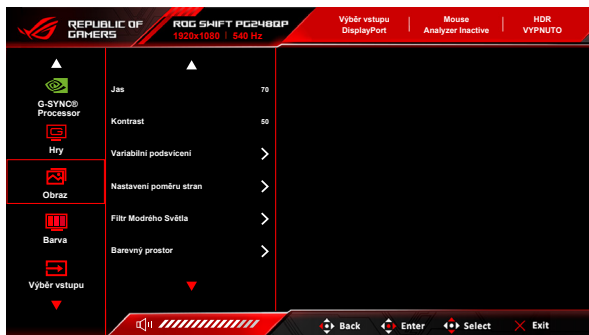 REPUBLIC OF
GAMERS
ROG SWIFT PG248QP
1920x1080 | 540 Hz
Výběr vstupu
DisplayPort
Mouse
Analyzer Inactive
HDR
VYPNUTO
G-SYNC®
Processor
Hry
Obraz
Barva
Výběr vstupu
Jas 70
Kontrast 50
Variabilní podsvícení
Nastavení poměru stran
Filtr Modrého Světla
Barevný prostor
Back Enter Select Exit